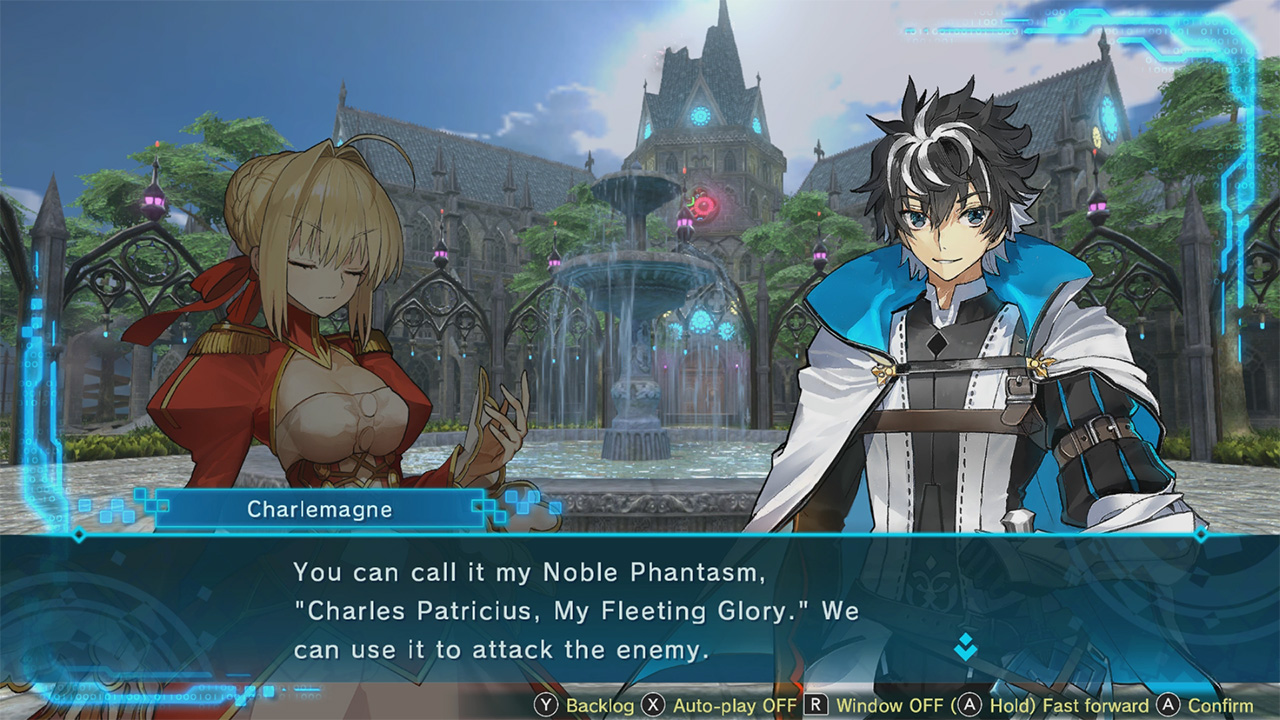 Charlemagne
You can call it my Noble Phantasm,
"Charles Patricius, My Fleeting Glory." We
can use it to attack the enemy.
Y Backlog X Auto-play OFF R Window OFF (A Hold) Fast forward A Confirm